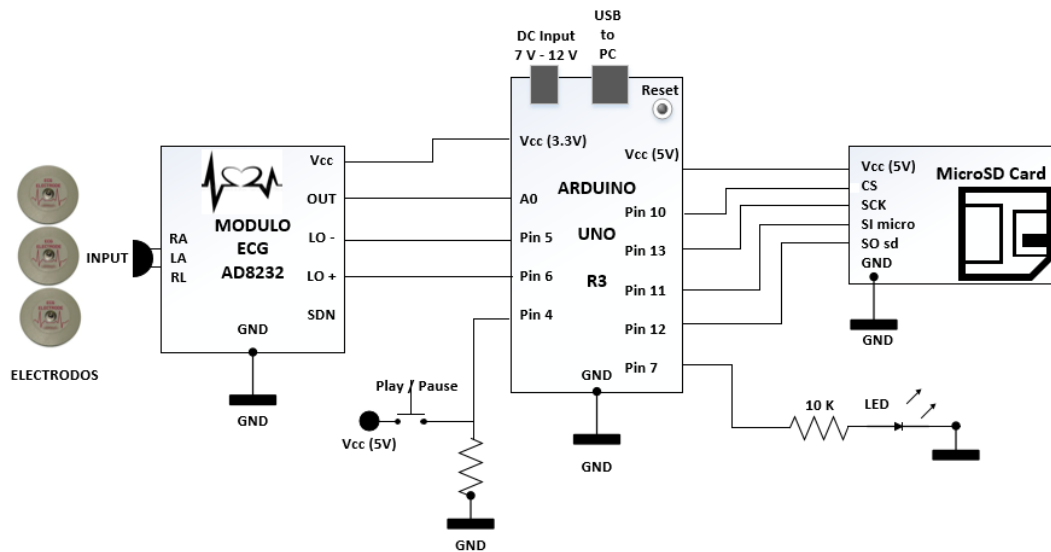 DC Input
7 V - 12 V
USB
to
PC
Reset
Vcc (3.3V)
Vcc (5V)
ARDUINO
UNO
R3
A0
Pin 5
Pin 6
Pin 4
Pin 10
Pin 13
Pin 11
Pin 12
Pin 7
GND
GND
Vcc
OUT
LO -
LO +
SDN
MODULO
ECG
AD8232
RA
LA
RL
INPUT
GND
GND
ELECTRODOS
Play / Pause
Vcc (5V)
GND
Vcc (5V)
CS
SCK
SI micro
SO sd
GND
MicroSD Card
GND
10 K
LED